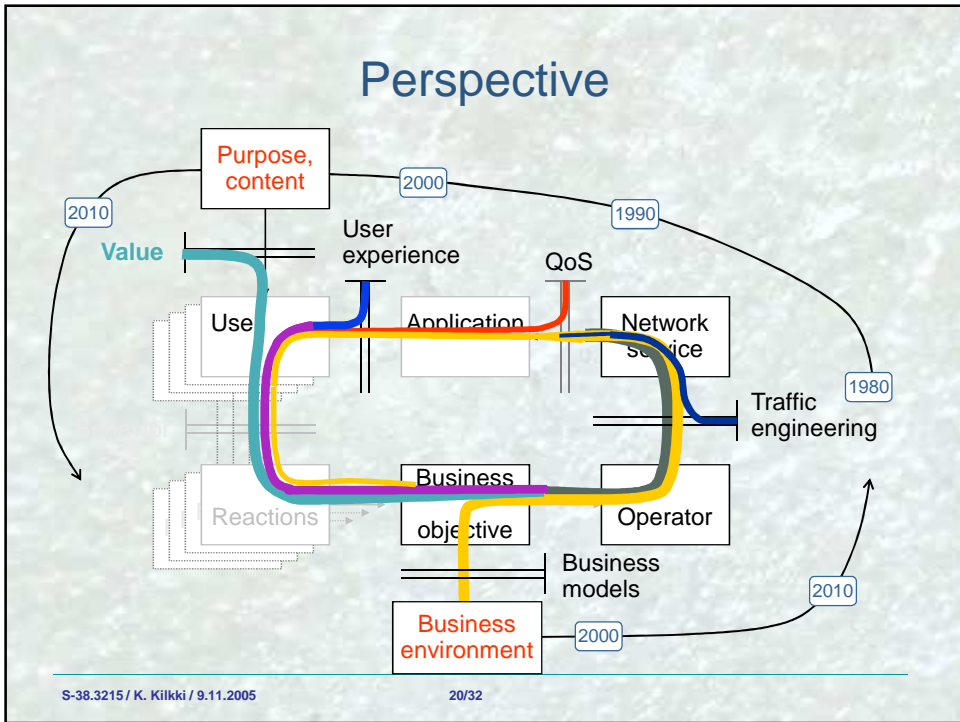 Perspective
Purpose,
content
2000
1990
2010
Value
User
experience
QoS
Use
Application
Network
service
1980
Traffic
engineering
Reactions
Business
objective
Operator
Business
models
2010
Business
environment
2000
S-38.3215 / K. Kilkki / 9.11.2005
20/32